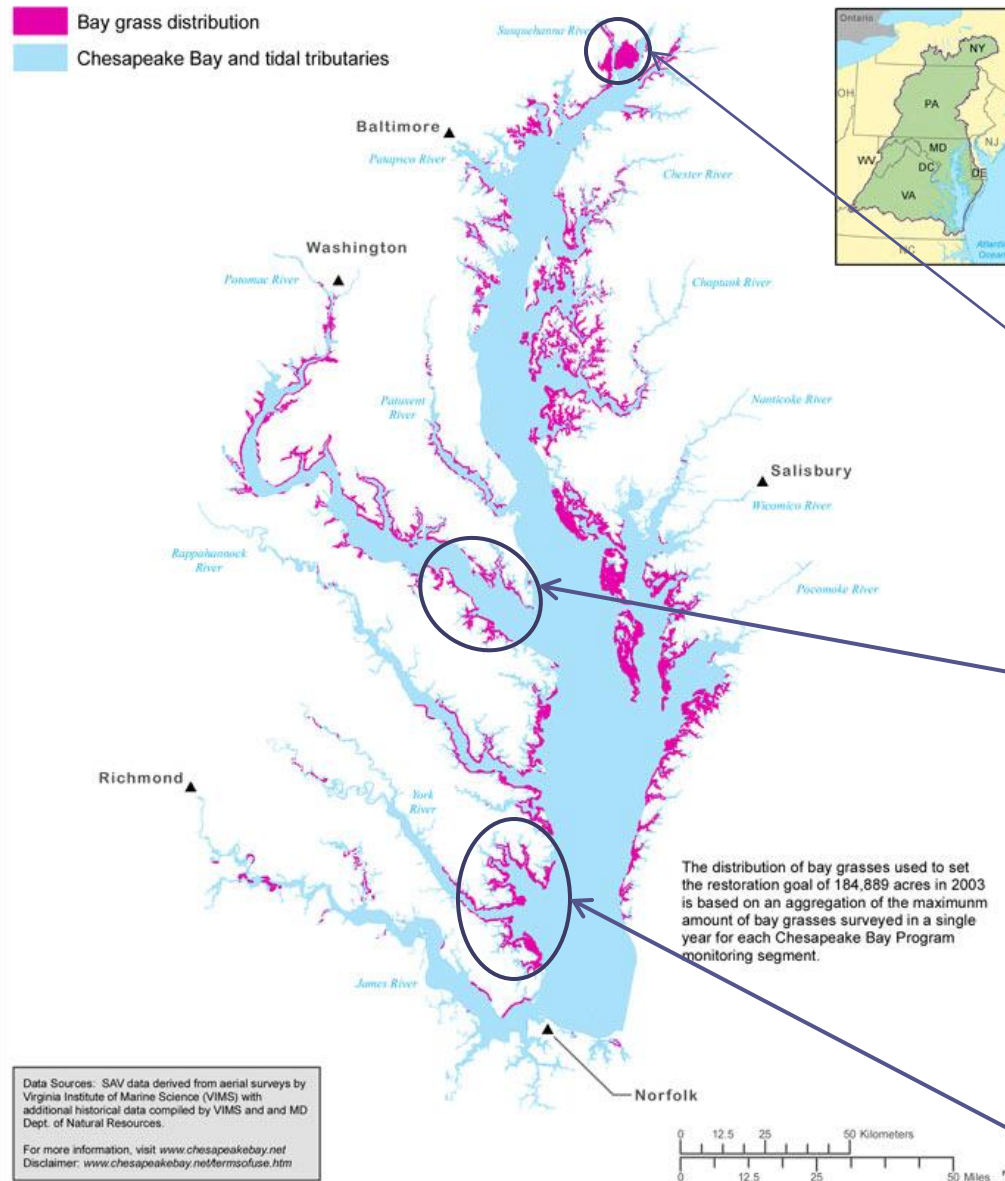 Bay grass distribution
Chesapeake Bay and tidal tributaries
Susquehanna River
Ontario
NY
OH
PA
NJ
MD
WV
DC
DE
VA
NC
Atlantic
Ocean
Baltimore
Patapsco River
Chester River
Washington
Potomac River
Choptank River
Patuxent
River
Nanticoke River
Salisbury
Wicomico River
Rappahannock
River
Pocomoke River
Richmond
York
River
The distribution of bay grasses used to set
the restoration goal of 184,889 acres in 2003
is based on an aggregation of the maximunm
amount of bay grasses surveyed in a single
year for each Chesapeake Bay Program
monitoring segment.
James River
Norfolk
Data Sources: SAV data derived from aerial surveys by
Virginia Institute of Marine Science (VIMS) with
additional historical data compiled by VIMS and and MD
Dept. of Natural Resources.
For more information, visit www.chesapeakebay.net
Disclaimer: www.chesapeakebay.net/termsofuse.htm
0 12.5 25 50 Kilometers
0 12.5 25 50 Miles